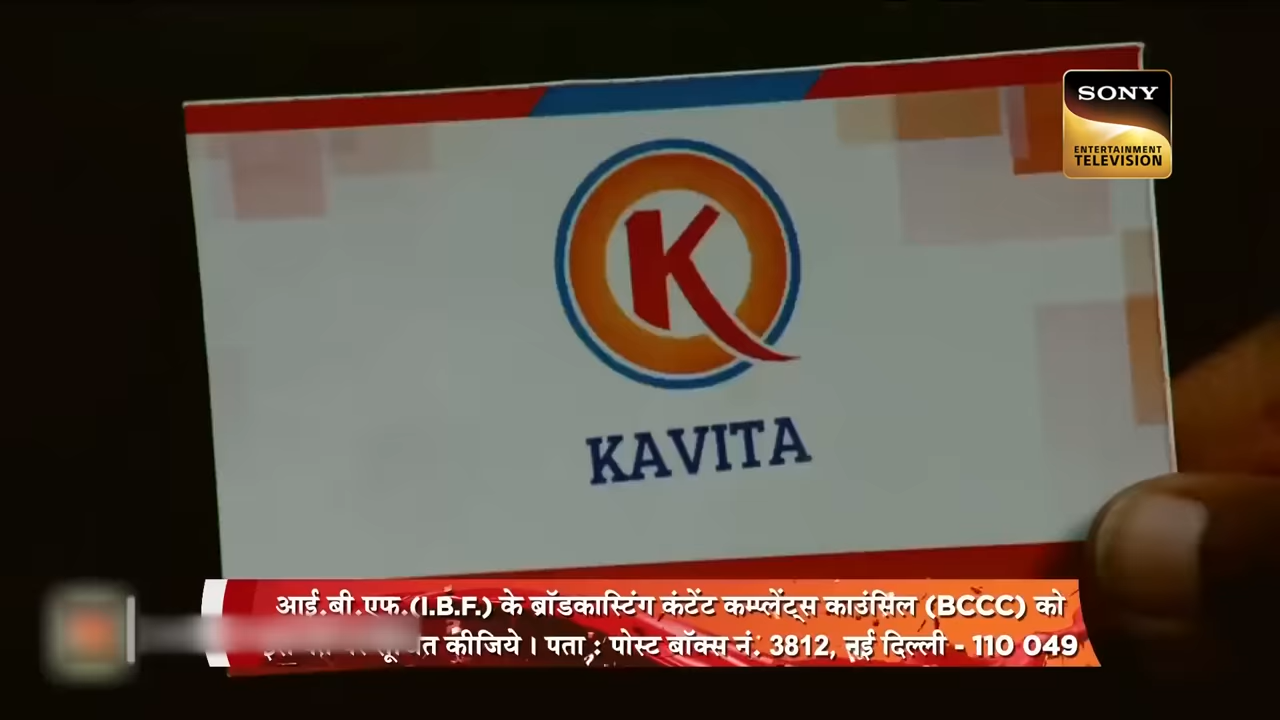 SONY
ENTERTAINMENT
TELEVISION
K
KAVITA
आई.बी.एफ.(I.B.F.) के ब्रॉडकास्टिंग कंटेंट कम्प्लेंट्स काउंसिल (BCCC) को
कीजिये। पता : पोस्ट बॉक्स नं. 3812, नई दिल्ली - 110 049